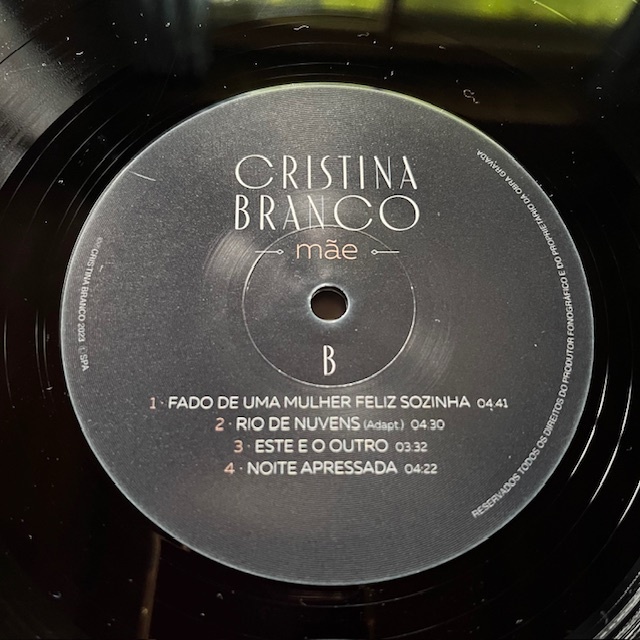 CRISTINA
BRANCO
mãe
B
1 · FADO DE UMA MULHER FELIZ SOZINHA 04:41
2 · RIO DE NUVENS (Adapt.) 04:30
3 · ESTE E O OUTRO 03:32
4 · NOITE APRESSADA 04:22
CRISTINA BRANCO 2023 SPA
RESERVADOS TODOS OS DIREITOS DO PRODUTOR FONOGRÁFICO E DO PROPRIETÁRIO DA OBRA GRAVADA